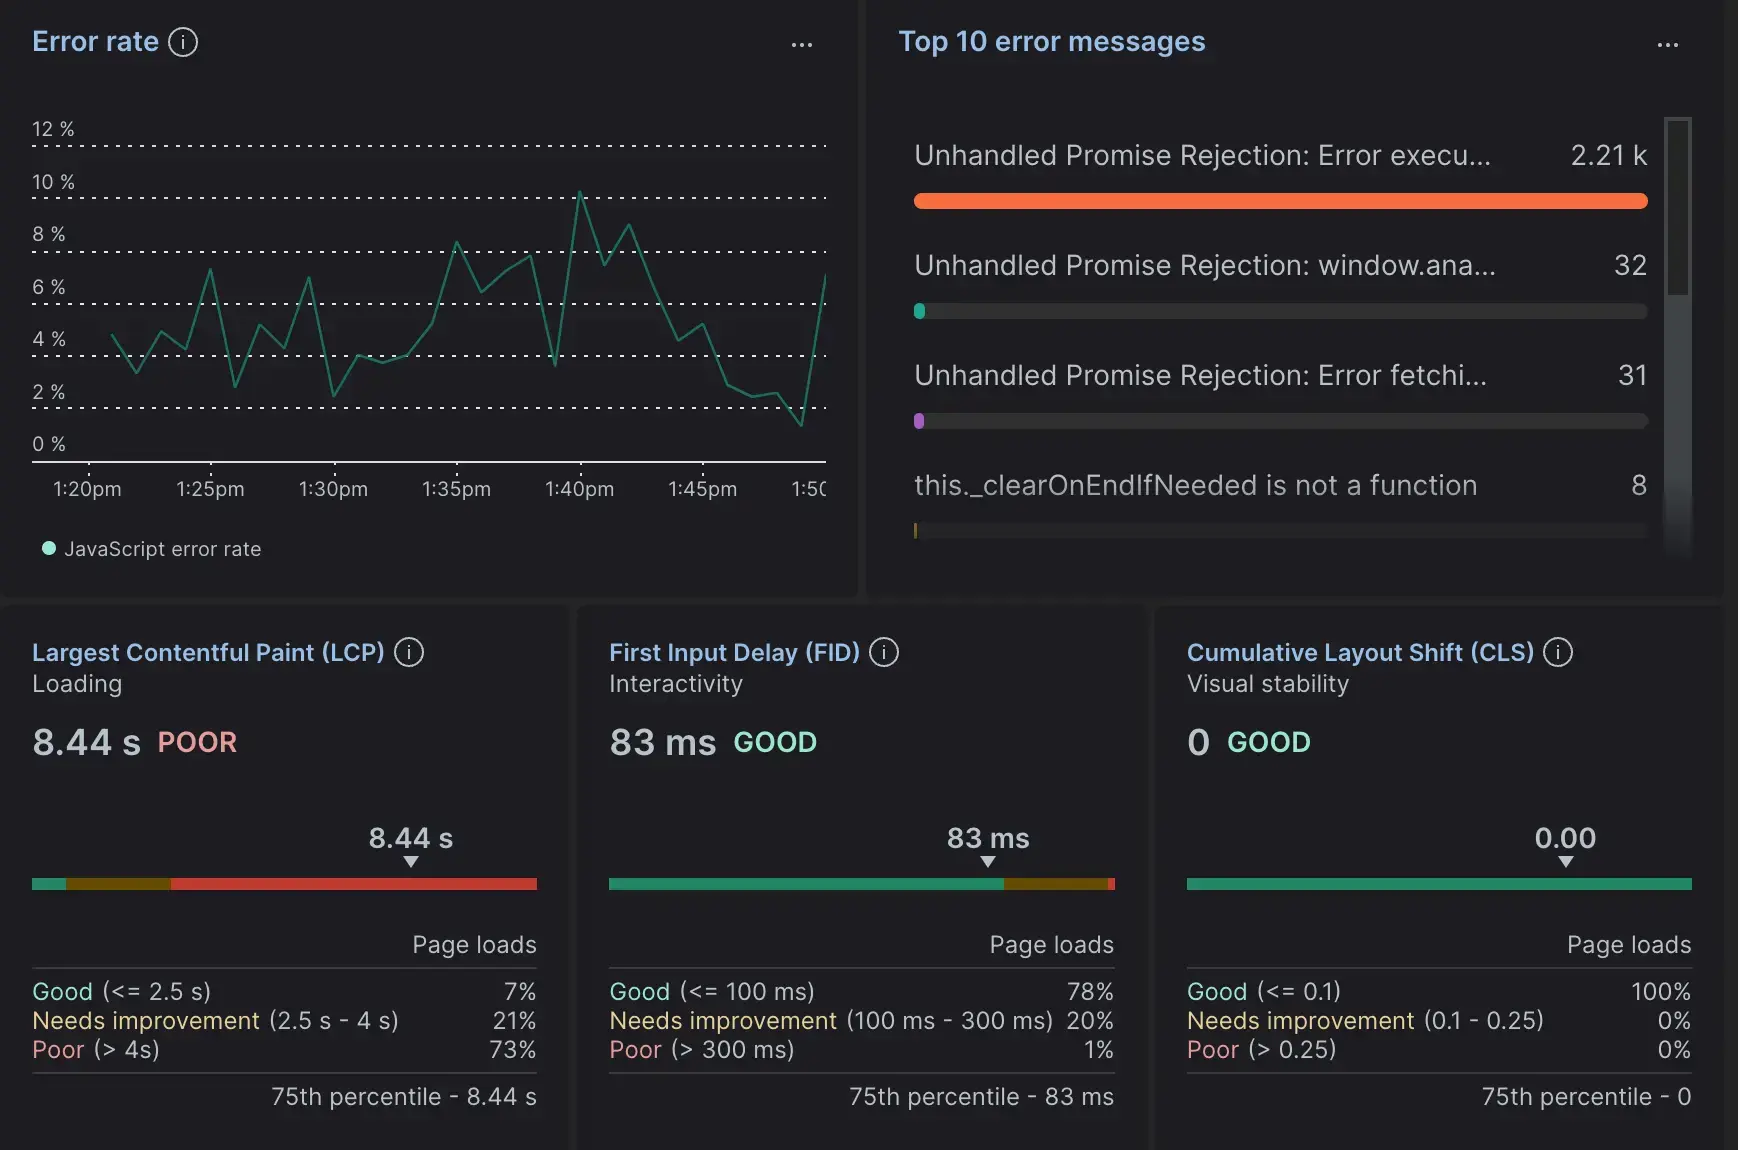 Error rate
12 %
10 %
8 %
6 %
4 %
2 %
0 %
1:20pm 1:25pm 1:30pm 1:35pm 1:40pm 1:45pm 1:50
JavaScript error rate
Top 10 error messages
Unhandled Promise Rejection: Error execu... 2.21 k
Unhandled Promise Rejection: window.ana... 32
Unhandled Promise Rejection: Error fetchi... 31
this._clearOnEndIfNeeded is not a function 8
Largest Contentful Paint (LCP)
Loading
8.44 s POOR
8.44 s
Page loads
Good (<= 2.5 s) 7%
Needs improvement (2.5 s - 4 s) 21%
Poor (> 4s) 73%
75th percentile - 8.44 s
First Input Delay (FID)
Interactivity
83 ms GOOD
83 ms
Page loads
Good (<= 100 ms) 78%
Needs improvement (100 ms - 300 ms) 20%
Poor (> 300 ms) 1%
75th percentile - 83 ms
Cumulative Layout Shift (CLS)
Visual stability
0 GOOD
0.00
Page loads
Good (<= 0.1) 100%
Needs improvement (0.1 - 0.25) 0%
Poor (> 0.25) 0%
75th percentile - 0